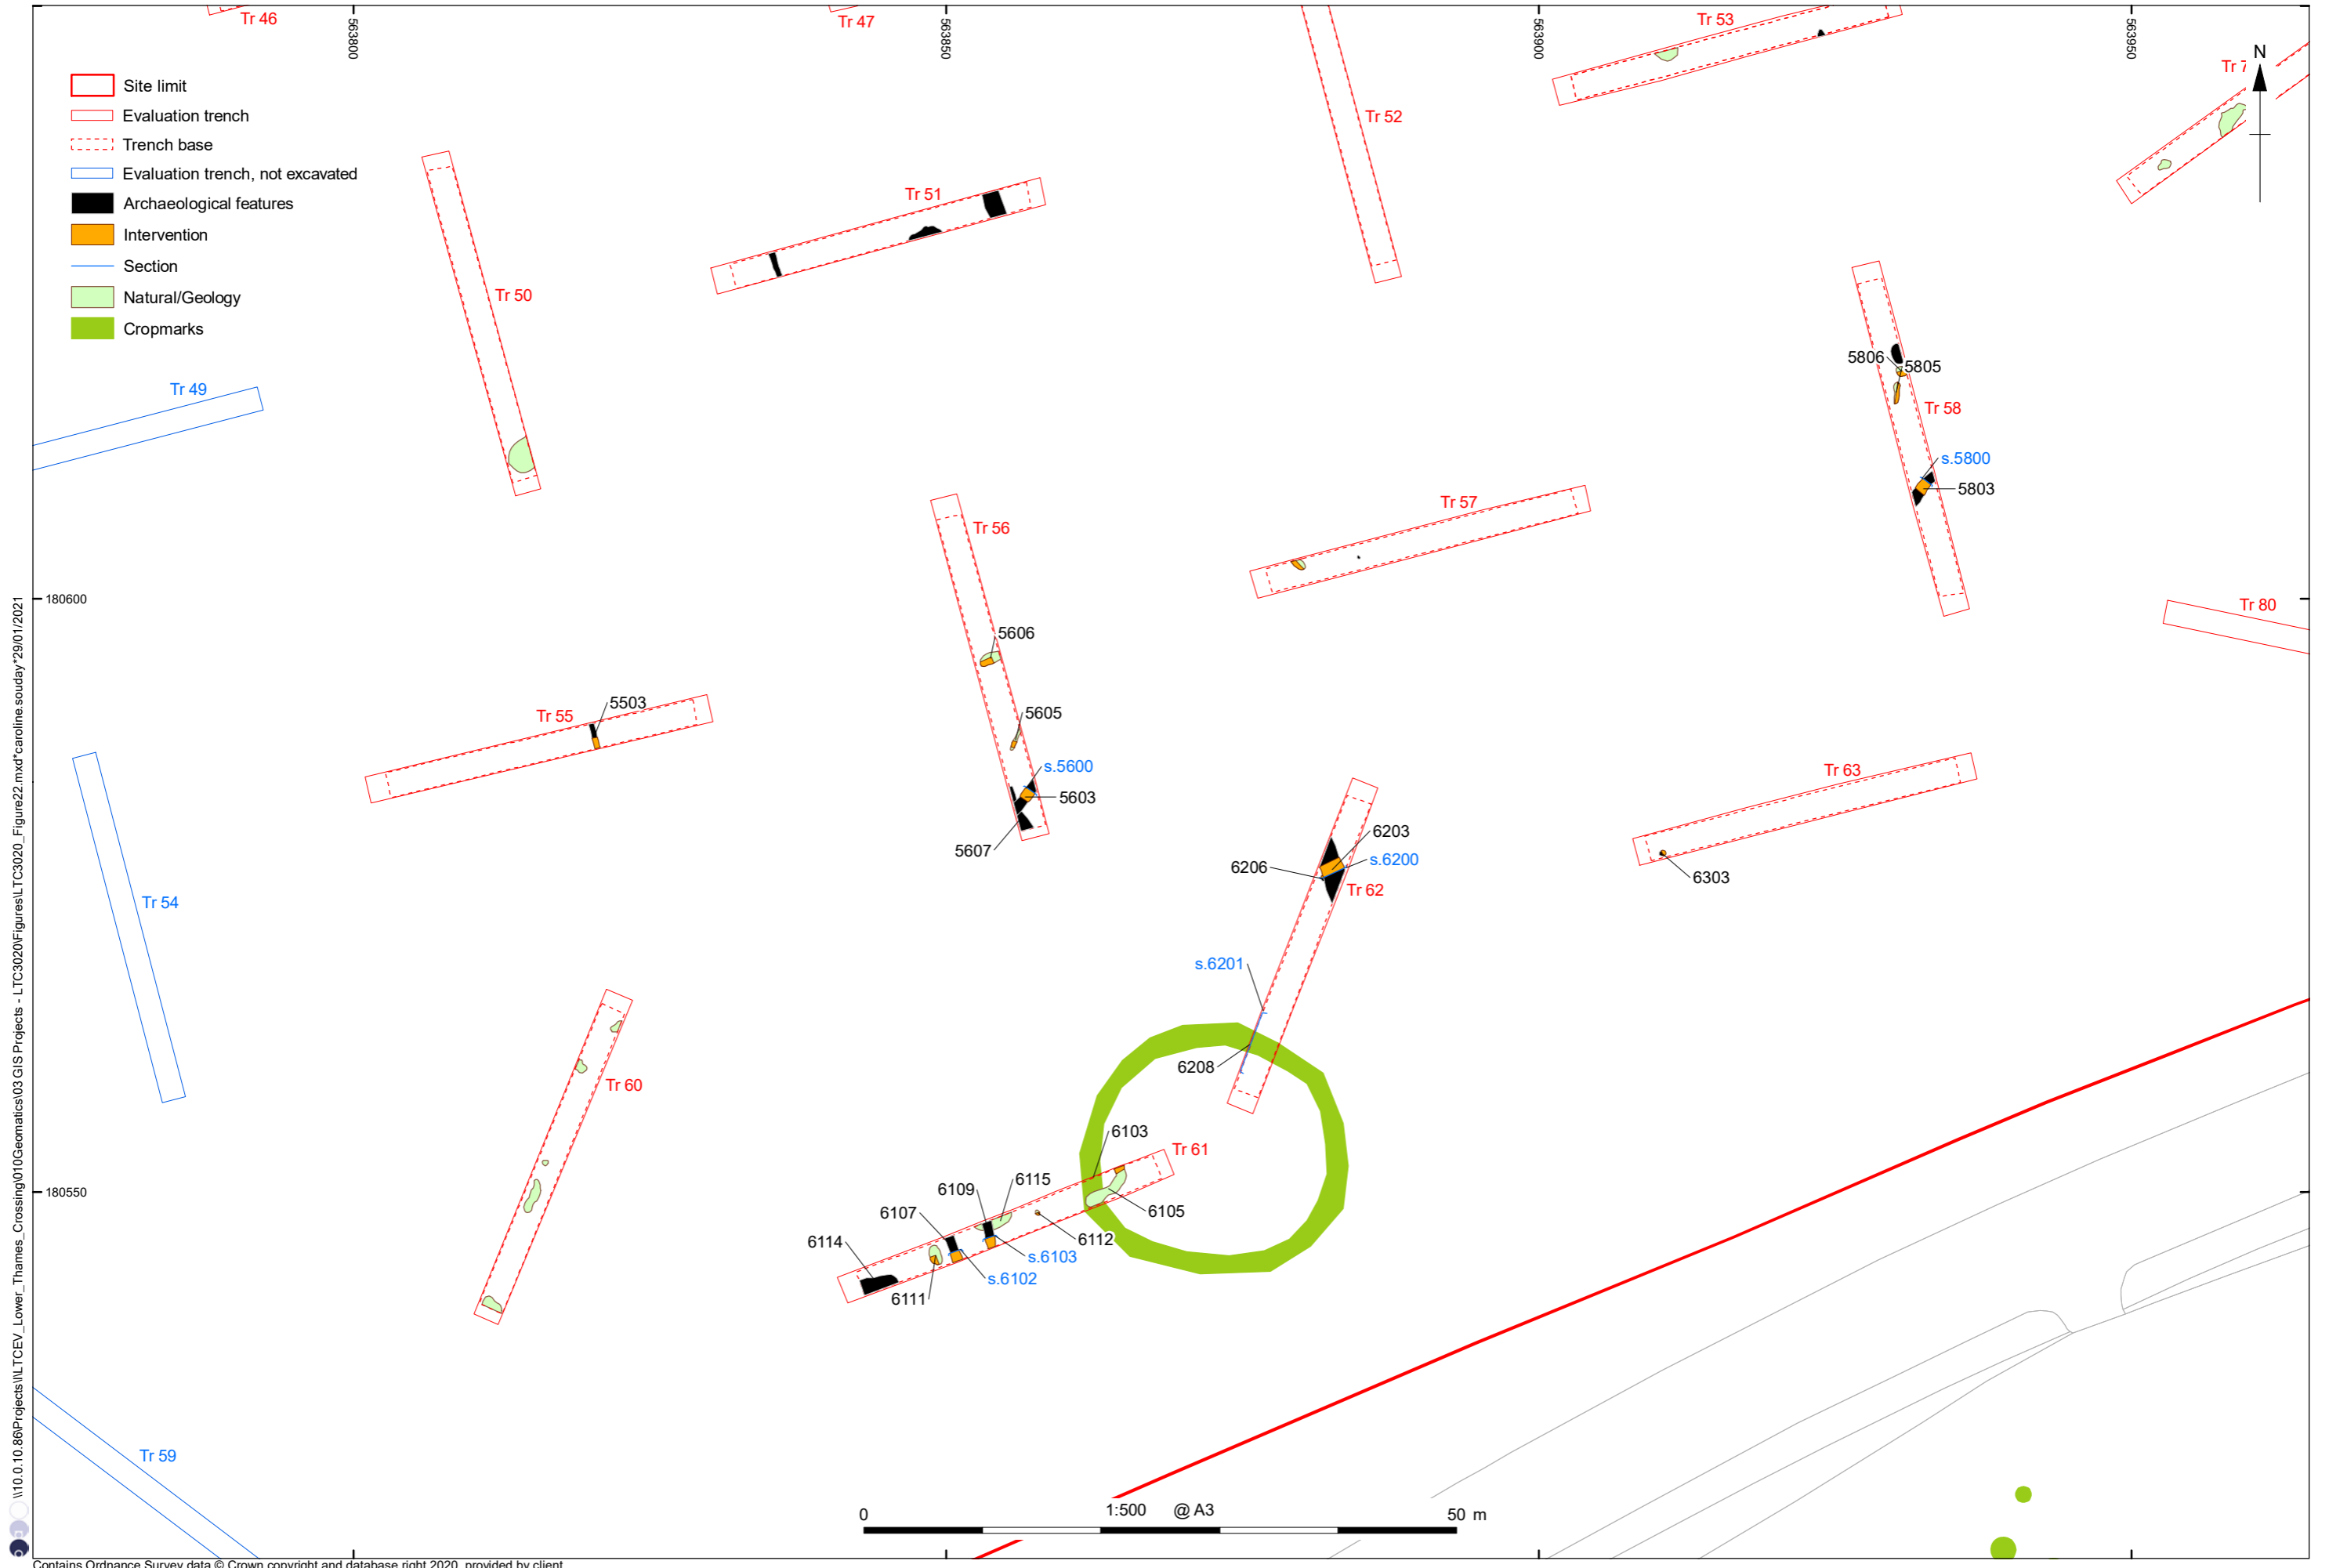 Tr 46
563800
Tr 47
563850
563900
Tr 53
563950
N
Tr 7
Site limit
Evaluation trench
Trench base
Evaluation trench, not excavated
Archaeological features
Intervention
Section
Natural/Geology
Cropmarks
Tr 52
Tr 51
Tr 50
Tr 49
5806
5805
Tr 58
s.5800
5803
Tr 57
Tr 56
180600
Tr 80
5606
5503
Tr 55
5605
s.5600
5603
5607
Tr 63
6303
6203
s.6200
6206
Tr 62
Tr 54
s.6201
6208
Tr 60
6103
Tr 61
180550
6115
6109
6107
6105
6112
6114
s.6103
s.6102
6111
Tr 59
0
1:500 @ A3
50 m
\\10.0.10.86\Projects\I\LTCEV_Lower_Thames_Crossing\010Geomatics\03 GIS Projects - LTC3020\Figures\LTC3020_Figure22.mxd*caroline.souday*29/01/2021
Contains Ordnance Survey data © Crown copyright and database right 2020, provided by client